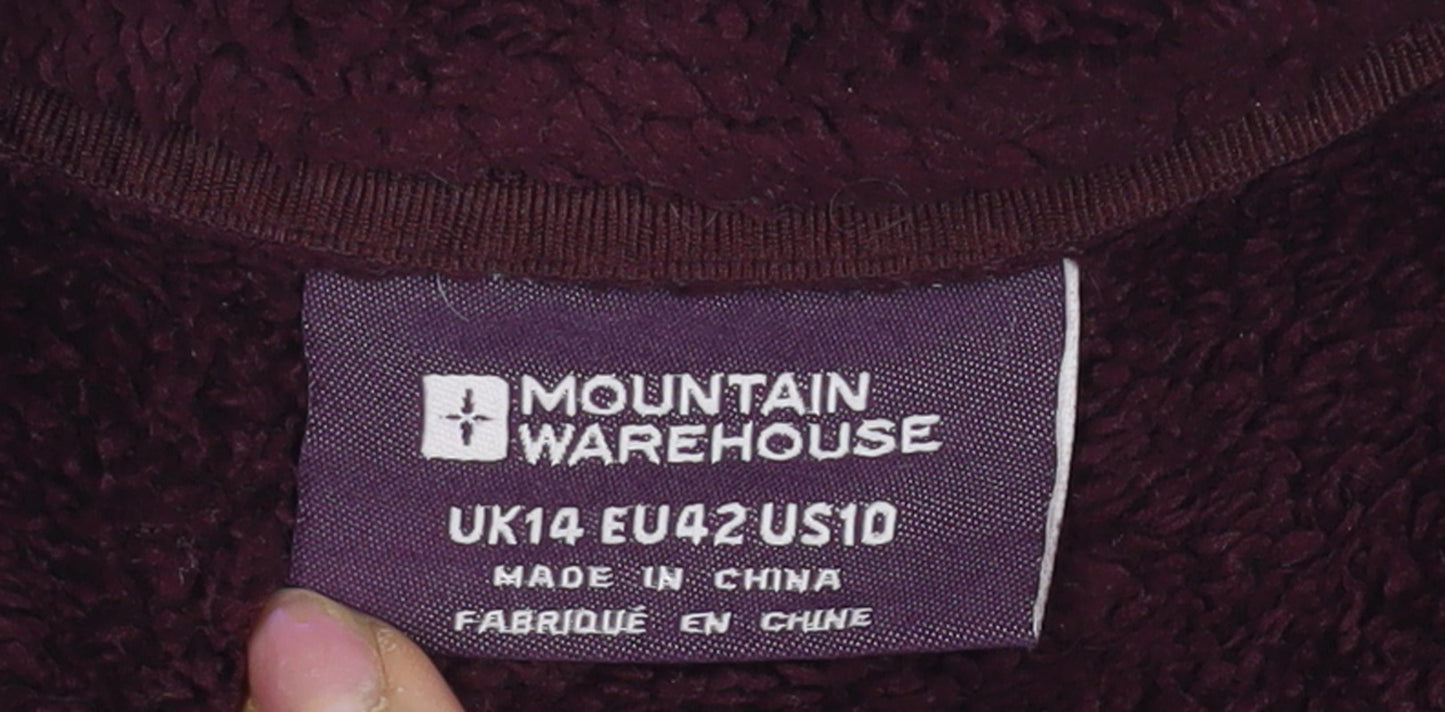 MOUNTAIN
WAREHOUSE
UK14 EU42 US10
MADE IN CHINA
FABRIQUÉ EN CHINE